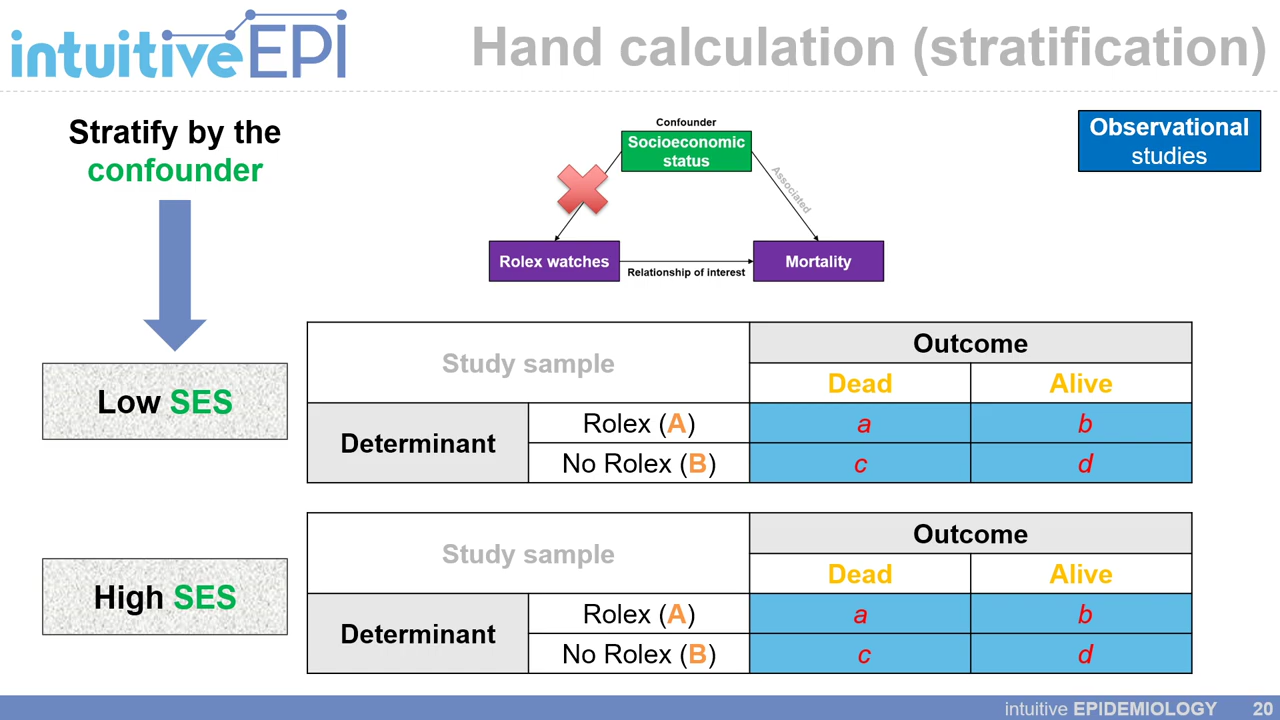 intuitiveEPI
Hand calculation (stratification)
Stratify by the
confounder
Confounder
Socioeconomic
status
Associated
Rolex watches
Relationship of interest
Mortality
Observational
studies
Low SES
Study sample
Outcome
Dead Alive
Determinant
Rolex (A) a b
No Rolex (B) c d
High SES
Study sample
Outcome
Dead Alive
Determinant
Rolex (A) a b
No Rolex (B) c d
intuitive EPIDEMIOLOGY 20